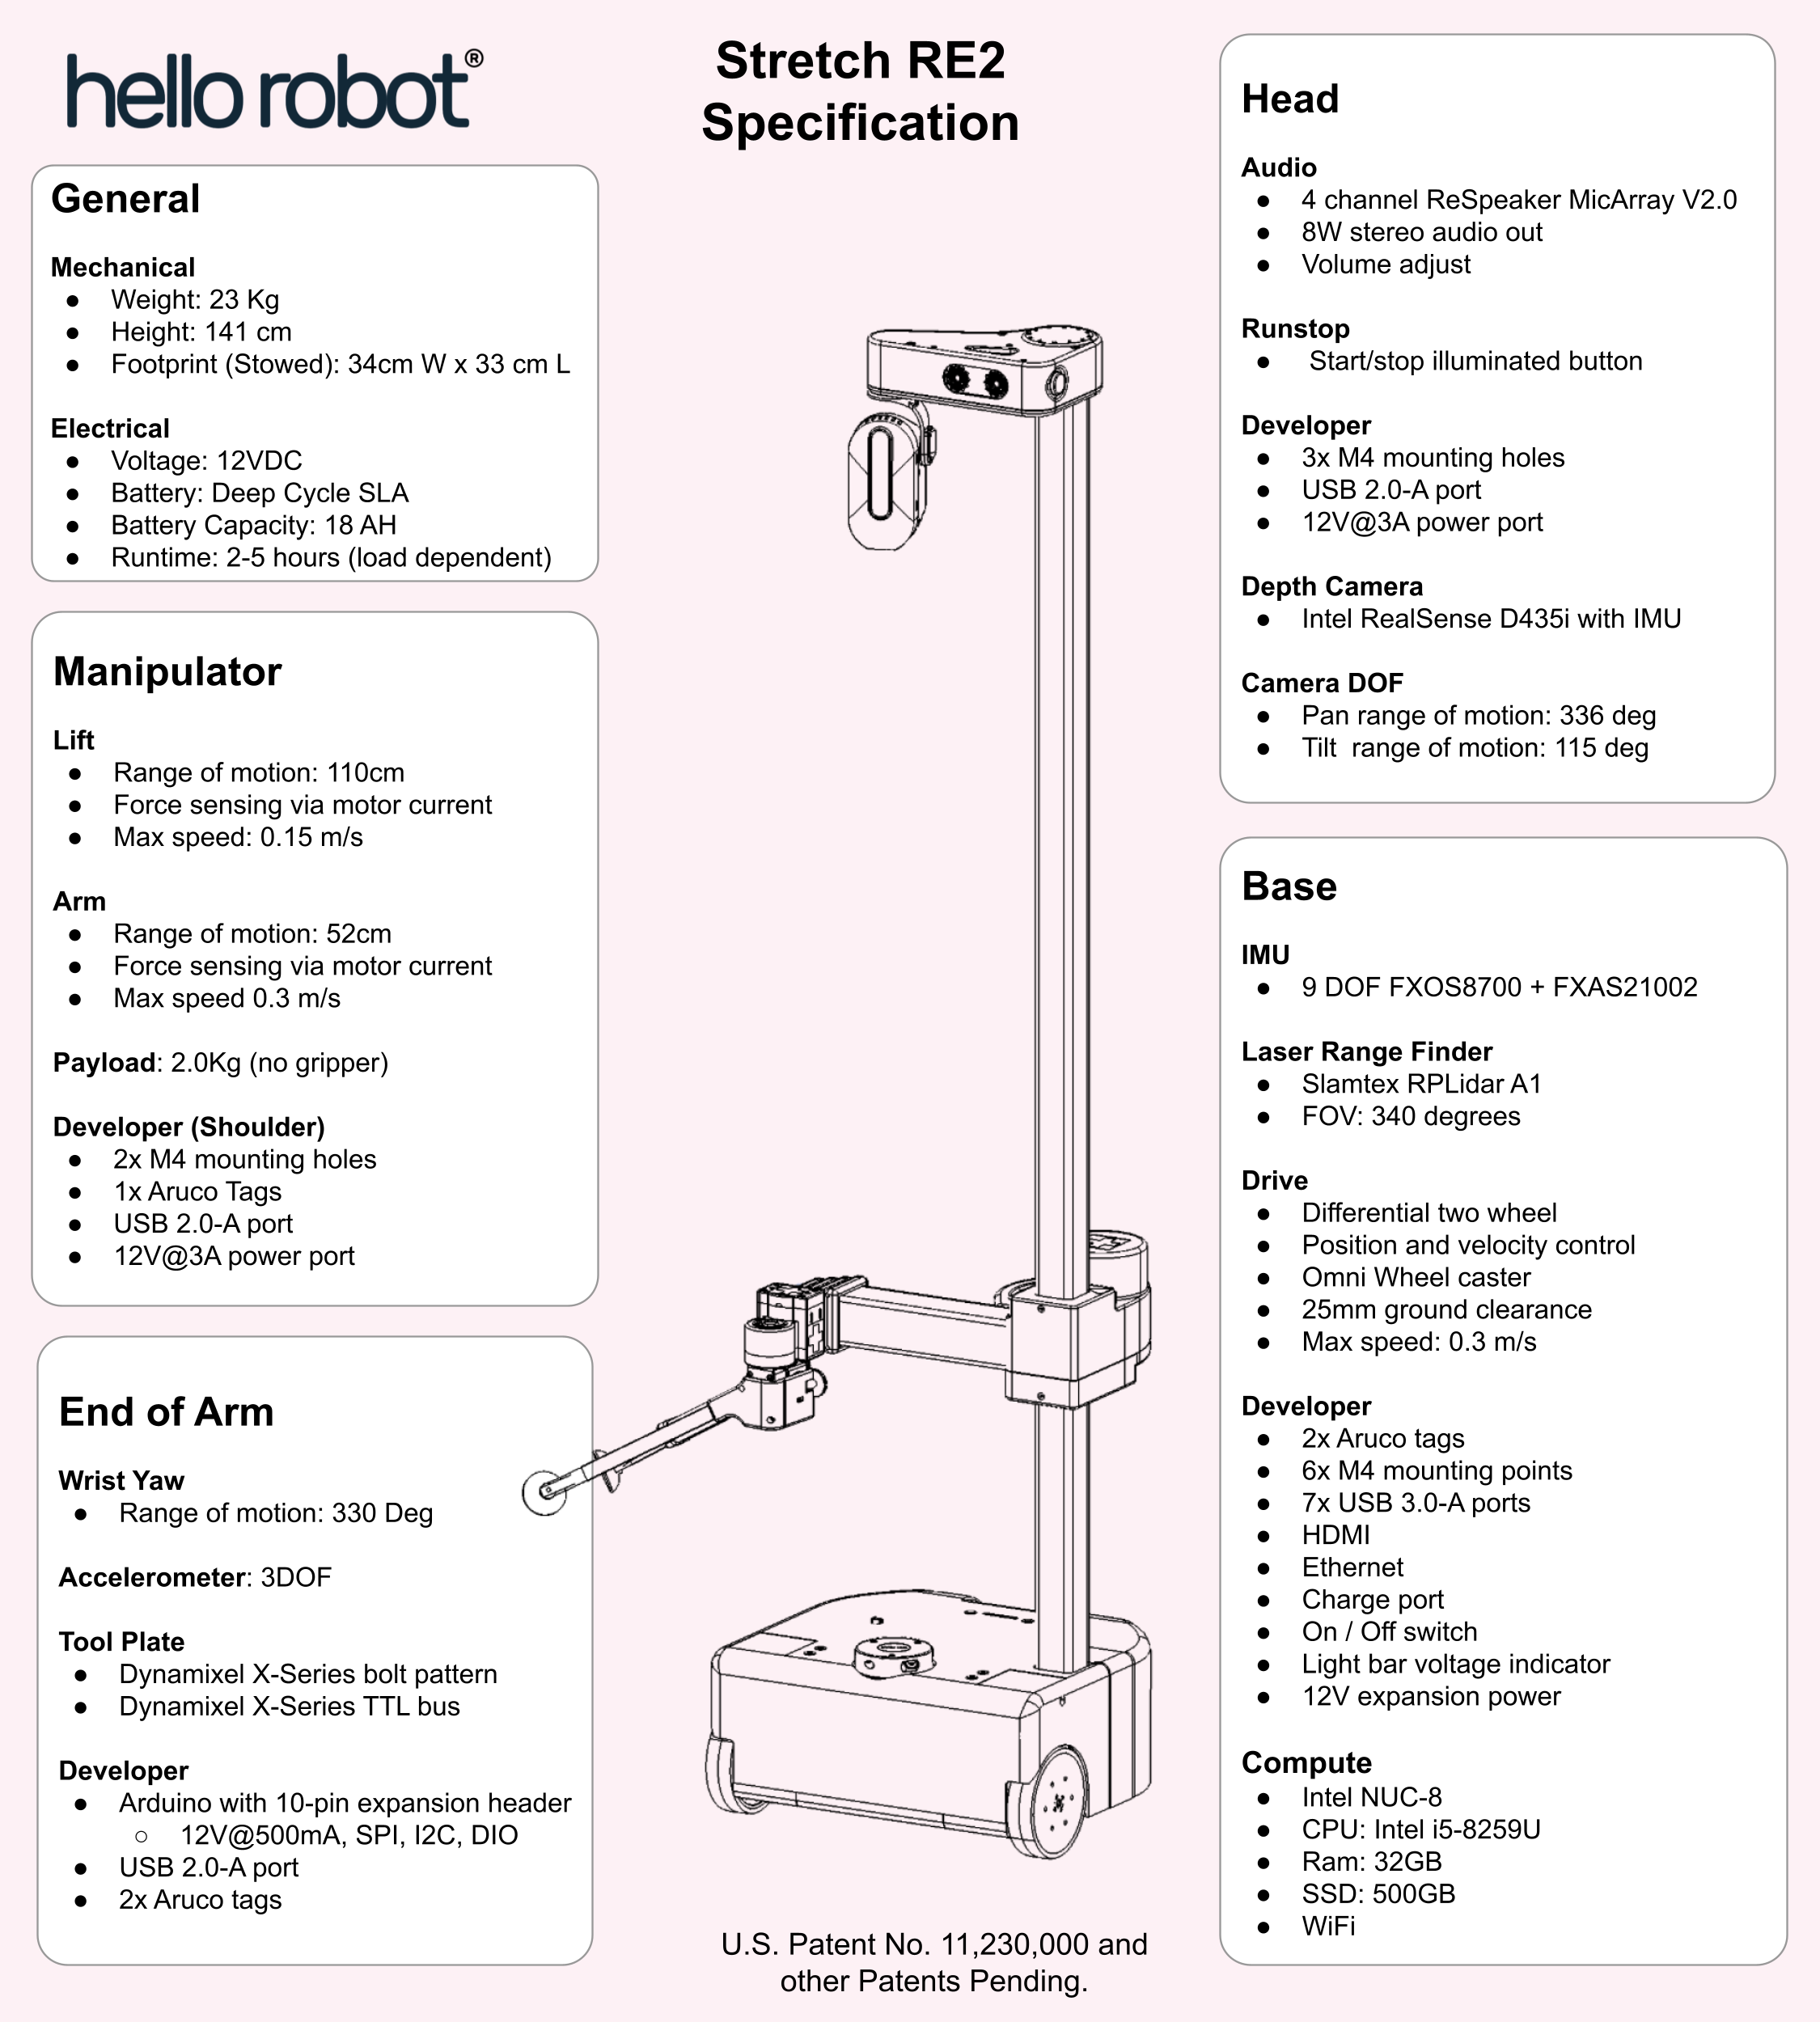 hello robot®
Stretch RE2
Specification
General
Mechanical
● Weight: 23 Kg
● Height: 141 cm
● Footprint (Stowed): 34cm W x 33 cm L
Electrical
● Voltage: 12VDC
● Battery: Deep Cycle SLA
● Battery Capacity: 18 AH
● Runtime: 2-5 hours (load dependent)
Manipulator
Lift
● Range of motion: 110cm
● Force sensing via motor current
● Max speed: 0.15 m/s
Arm
● Range of motion: 52cm
● Force sensing via motor current
● Max speed 0.3 m/s
Payload: 2.0Kg (no gripper)
Developer (Shoulder)
● 2x M4 mounting holes
● 1x Aruco Tags
● USB 2.0-A port
● 12V@3A power port
End of Arm
Wrist Yaw
● Range of motion: 330 Deg
Accelerometer: 3DOF
Tool Plate
● Dynamixel X-Series bolt pattern
● Dynamixel X-Series TTL bus
Developer
● Arduino with 10-pin expansion header
○ 12V@500mA, SPI, I2C, DIO
● USB 2.0-A port
● 2x Aruco tags
Head
Audio
● 4 channel ReSpeaker MicArray V2.0
● 8W stereo audio out
● Volume adjust
Runstop
● Start/stop illuminated button
Developer
● 3x M4 mounting holes
● USB 2.0-A port
● 12V@3A power port
Depth Camera
● Intel RealSense D435i with IMU
Camera DOF
● Pan range of motion: 336 deg
● Tilt range of motion: 115 deg
Base
IMU
● 9 DOF FXOS8700 + FXAS21002
Laser Range Finder
● Slamtex RPLidar A1
● FOV: 340 degrees
Drive
● Differential two wheel
● Position and velocity control
● Omni Wheel caster
● 25mm ground clearance
● Max speed: 0.3 m/s
Developer
● 2x Aruco tags
● 6x M4 mounting points
● 7x USB 3.0-A ports
● HDMI
● Ethernet
● Charge port
● On / Off switch
● Light bar voltage indicator
● 12V expansion power
Compute
● Intel NUC-8
● CPU: Intel i5-8259U
● Ram: 32GB
● SSD: 500GB
● WiFi
U.S. Patent No. 11,230,000 and
other Patents Pending.